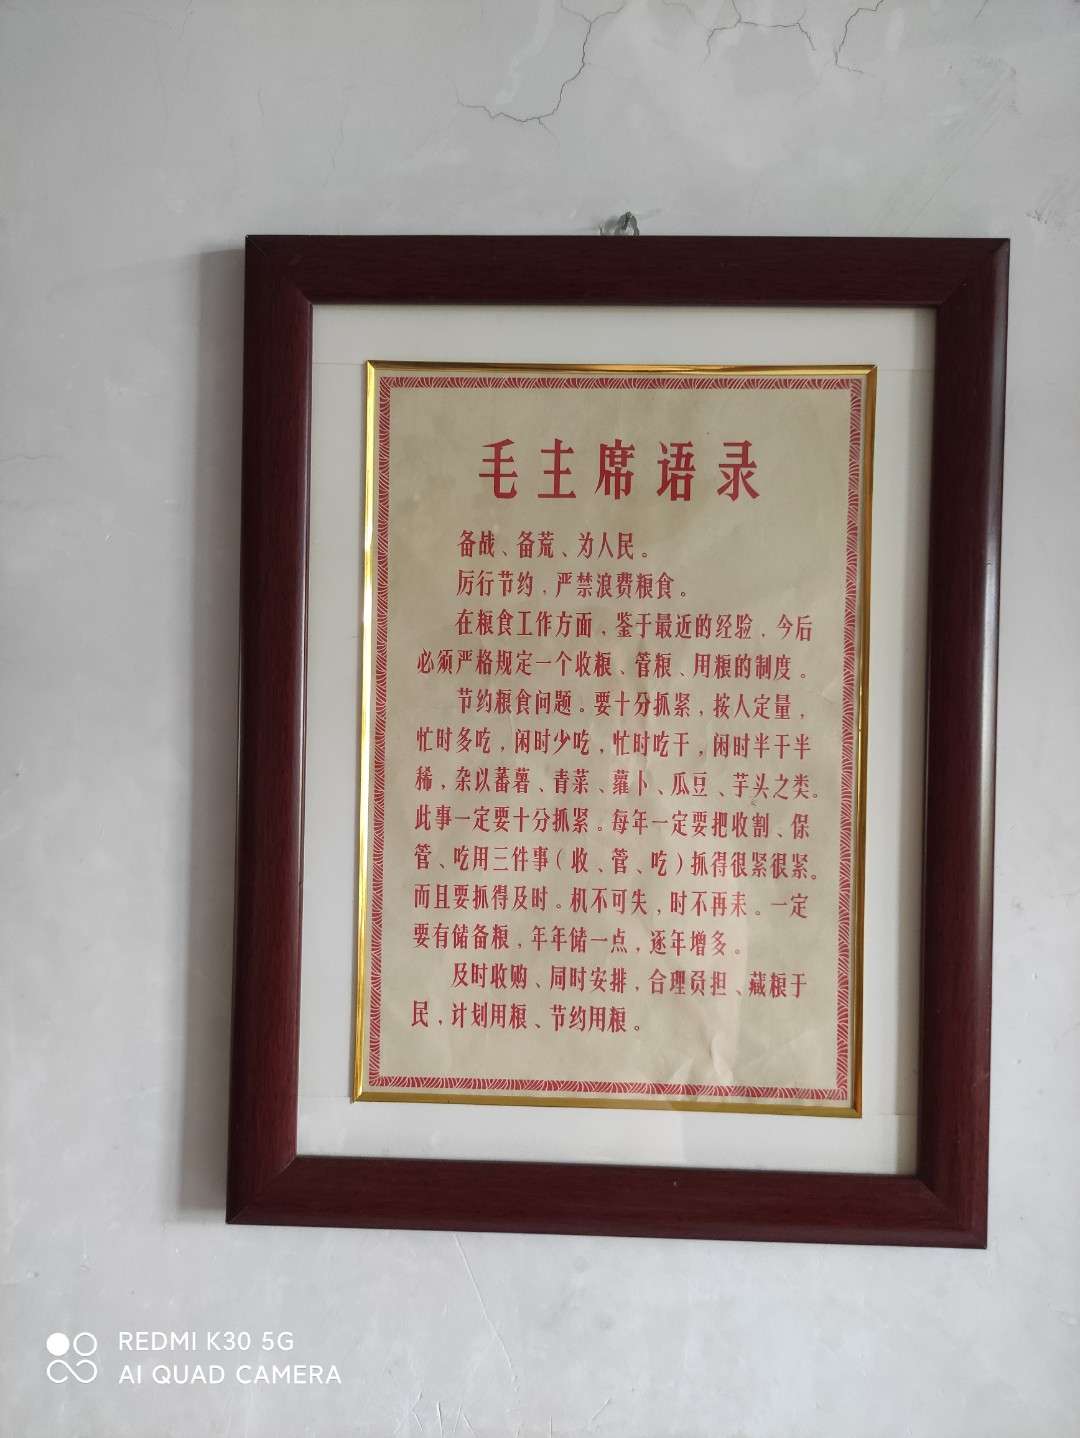 毛主席语录
备战、备荒、为人民。
厉行节约，严禁浪费粮食。
在粮食工作方面，鉴于最近的经验，今后
必须严格规定一个收粮、管粮、用粮的制度。
节约粮食问题。要十分抓紧，按人定量，
忙时多吃，闲时少吃，忙时吃干，闲时半干半
稀，杂以蕃薯、青菜、蘿卜、瓜豆、芋头之类。
此事一定要十分抓紧。每年一定要把收割、保
管、吃用三件事（收、管、吃）抓得很紧很紧。
而且要抓得及时。机不可失，时不再来。一定
要有储备粮，年年储一点，逐年增多。
及时收购、同时安排，合理负担、藏粮于
民，计划用粮、节约用粮。
REDMI K30 5G
AI QUAD CAMERA